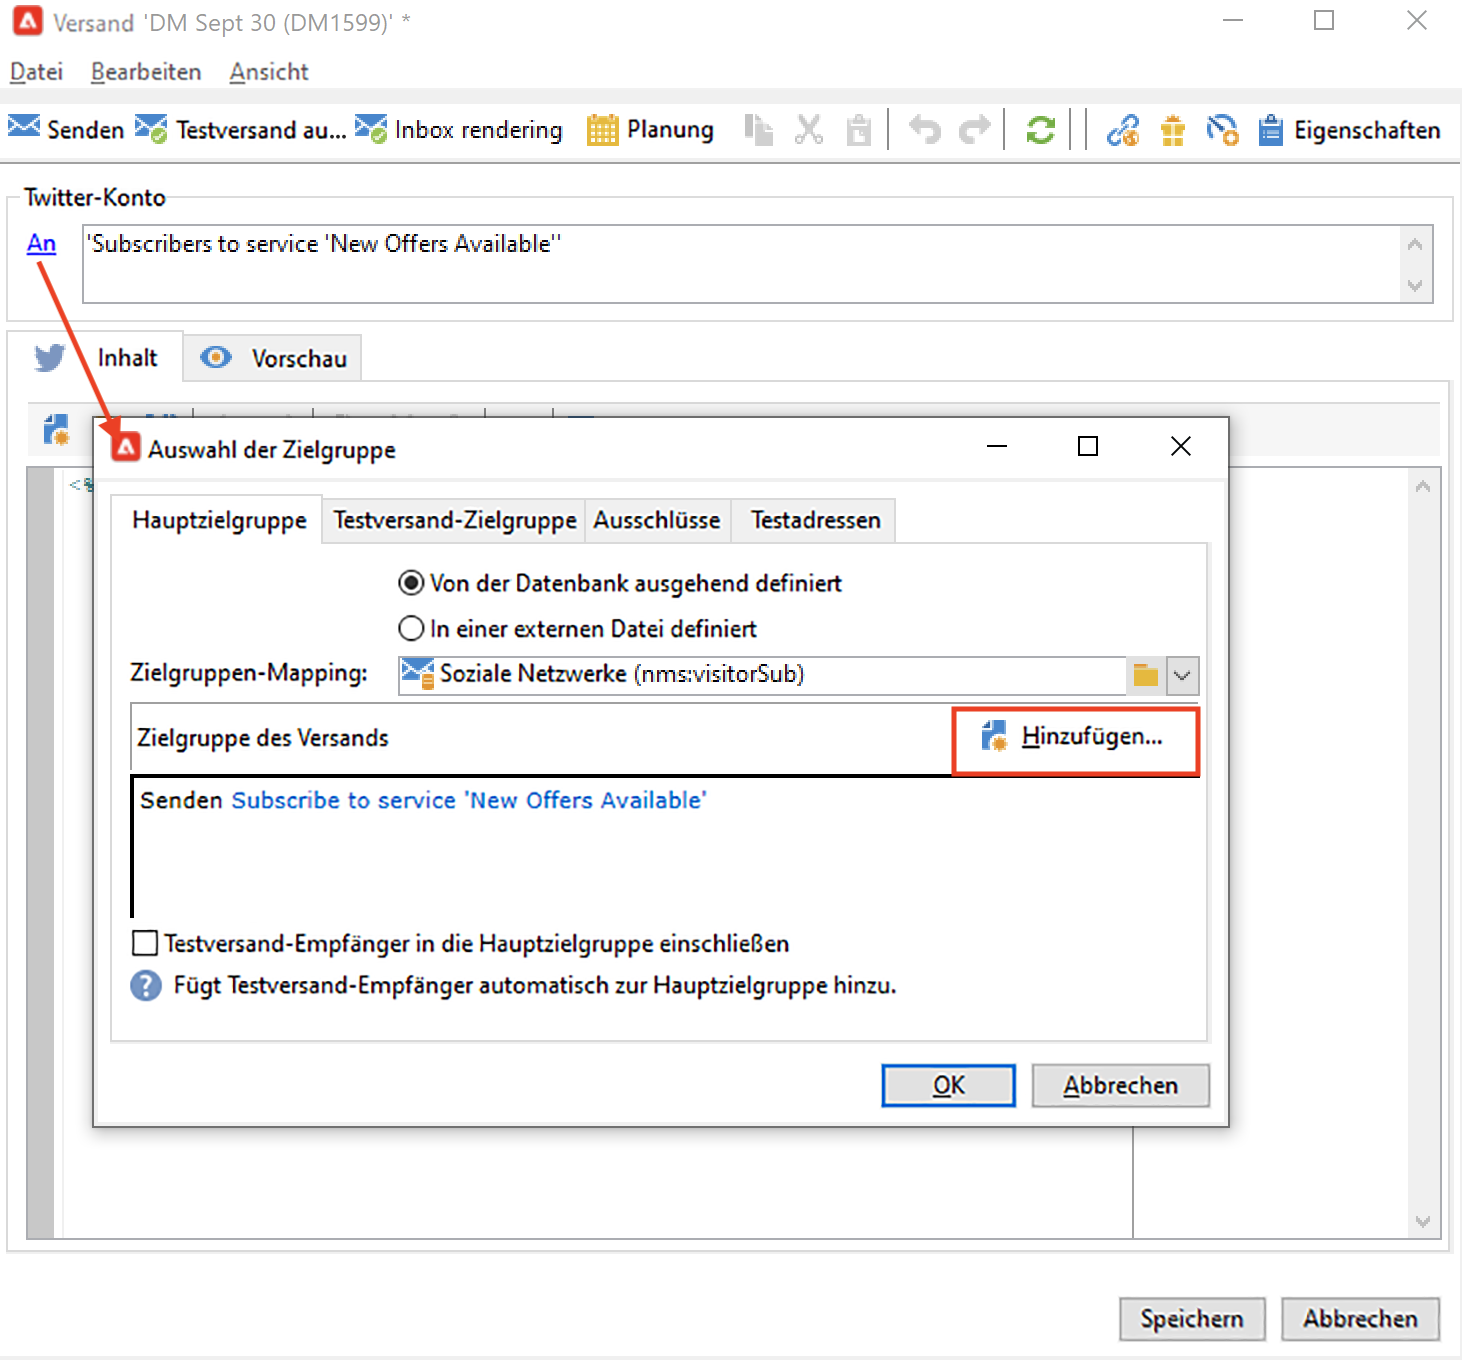 Versand 'DM Sept 30 (DM1599)' *
Datei Bearbeiten Ansicht
Senden Testversand au... Inbox rendering Planung Eigenschaften
Twitter-Konto
An 'Subscribers to service 'New Offers Available''
Inhalt Vorschau
Auswahl der Zielgruppe
Hauptzielgruppe Testversand-Zielgruppe Ausschlüsse Testadressen
Von der Datenbank ausgehend definiert
In einer externen Datei definiert
Zielgruppen-Mapping: Soziale Netzwerke (nms:visitorSub)
Zielgruppe des Versands Hinzufügen...
Senden Subscribe to service 'New Offers Available'
Testversand-Empfänger in die Hauptzielgruppe einschließen
Fügt Testversand-Empfänger automatisch zur Hauptzielgruppe hinzu.
OK Abbrechen
Speichern Abbrechen